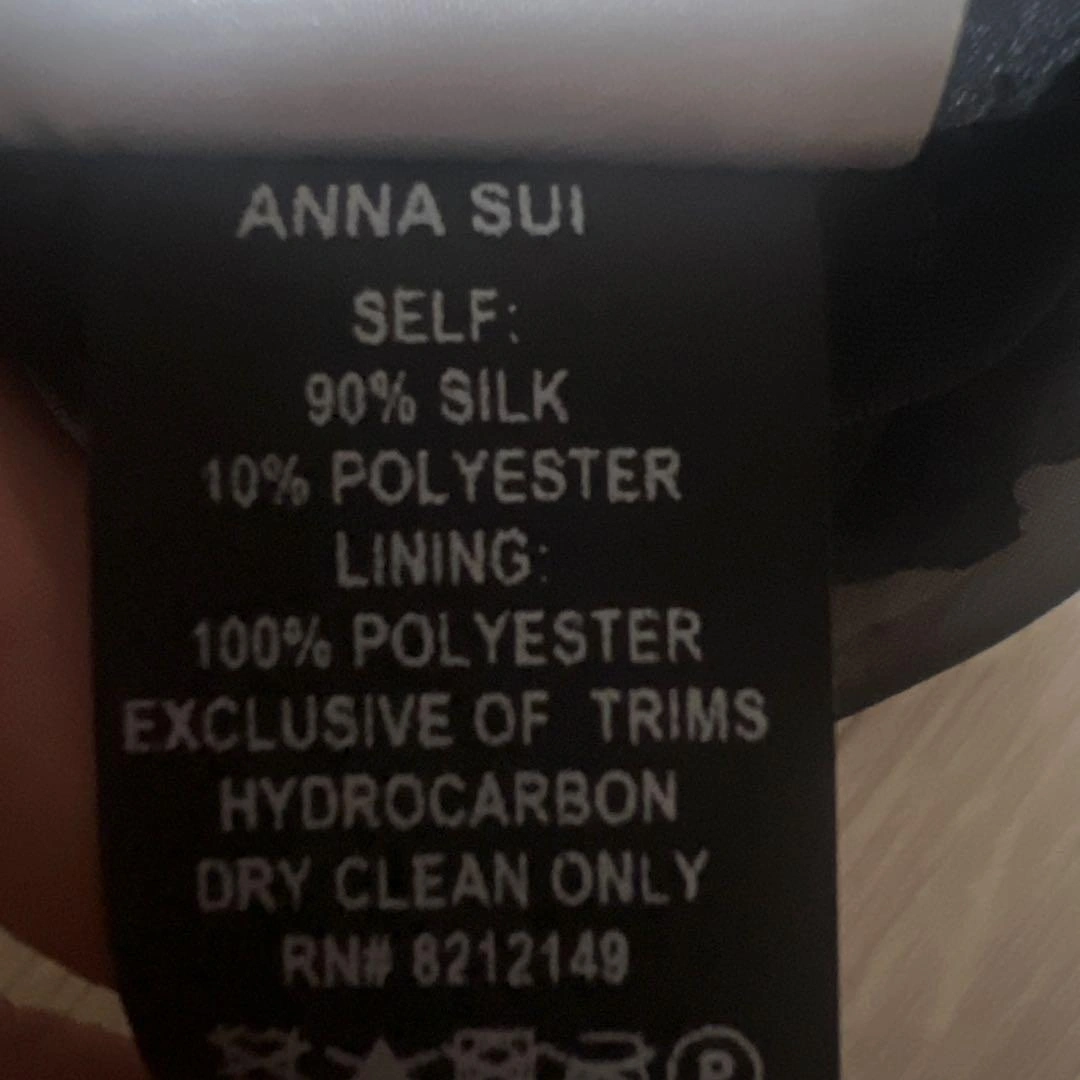 ANNA SUI
SELF:
90% SILK
10% POLYESTER
LINING:
100% POLYESTER
EXCLUSIVE OF TRIMS
HYDROCARBON
DRY CLEAN ONLY
RN# 8212149
P